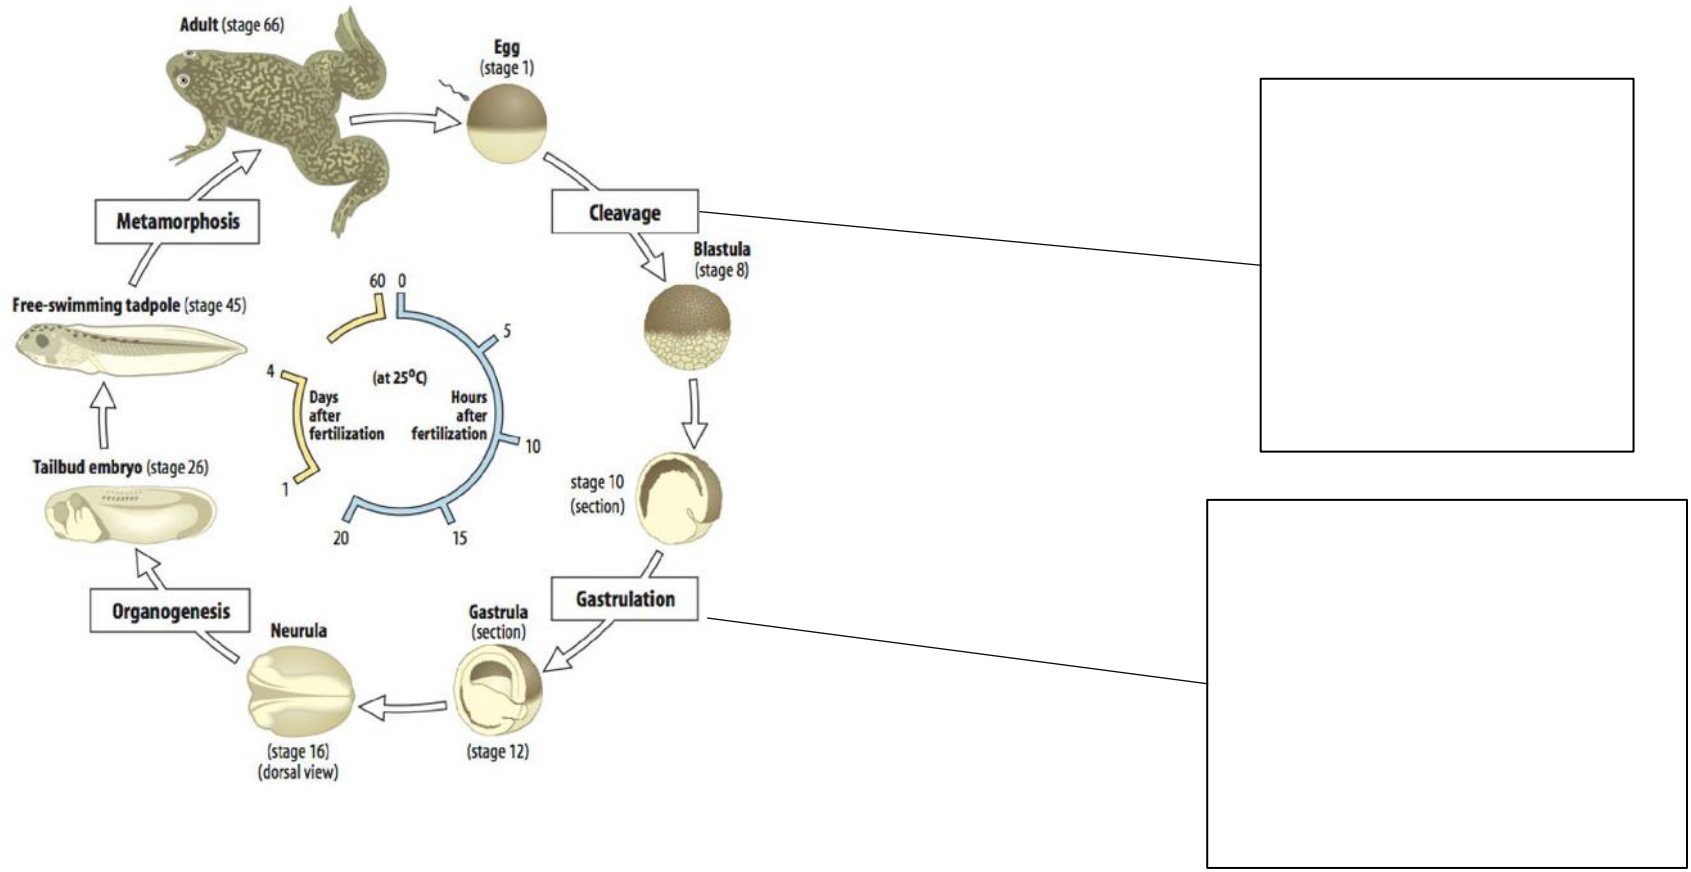 Adult (stage 66)
Egg
(stage 1)
Cleavage
Blastula
(stage 8)
stage 10
(section)
Gastrulation
Gastrula
(section)
(stage 12)
Neurula
(stage 16)
(dorsal view)
Organogenesis
Tailbud embryo (stage 26)
Free-swimming tadpole (stage 45)
Metamorphosis
60
0
5
10
15
20
1
4
(at 25°C)
Days
after
fertilization
Hours
after
fertilization